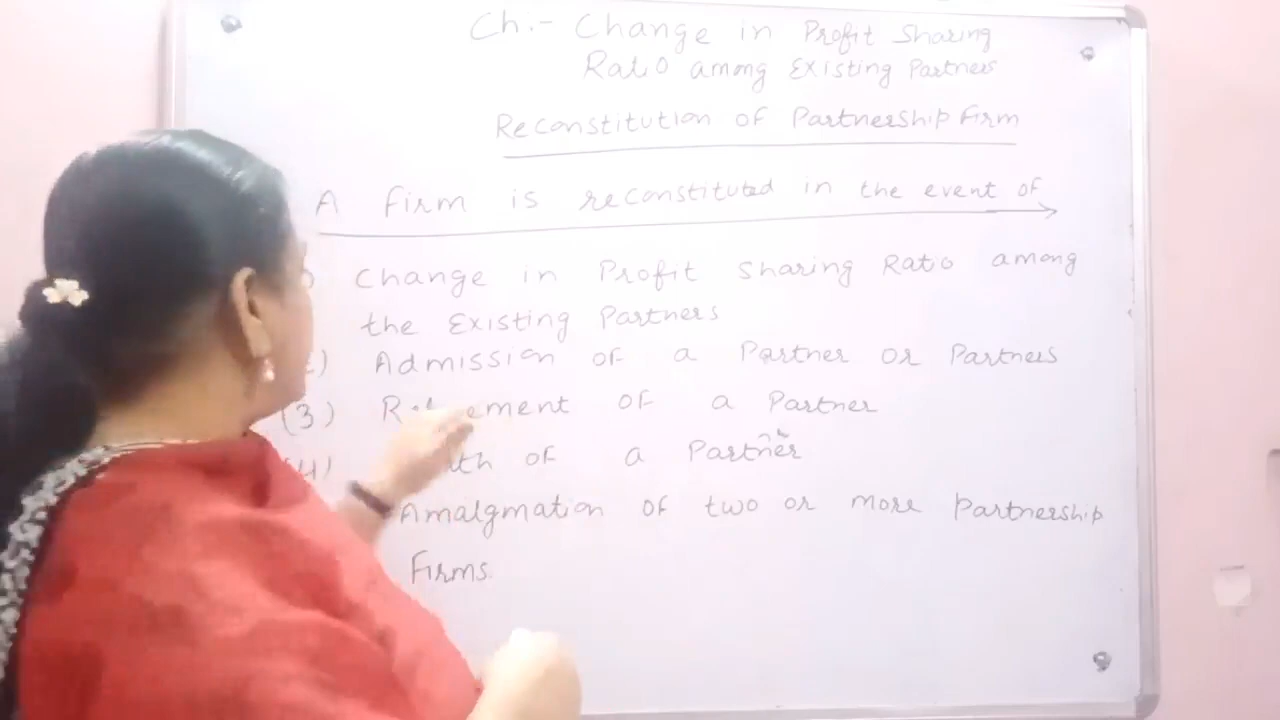 Ch.- Change in Profit Sharing
Ratio among Existing Partners
Reconstitution of Partnership Firm
A firm is reconstituted in the event of
Change in Profit Sharing Ratio among
the Existing Partners
Admission of a Partner or Partners
(3) of a Partner
(4) of a Partner
Amalgmation of two or more Partnership
Firms.